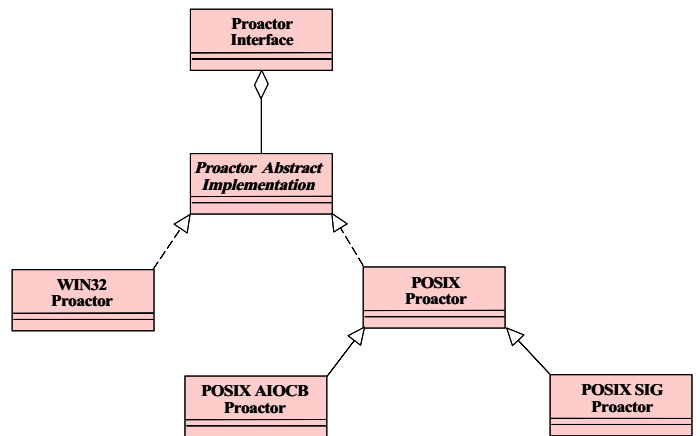 Proactor
Interface
Proactor Abstract
Implementation
WIN32
Proactor
POSIX
Proactor
POSIX AIOCB
Proactor
POSIX SIG
Proactor